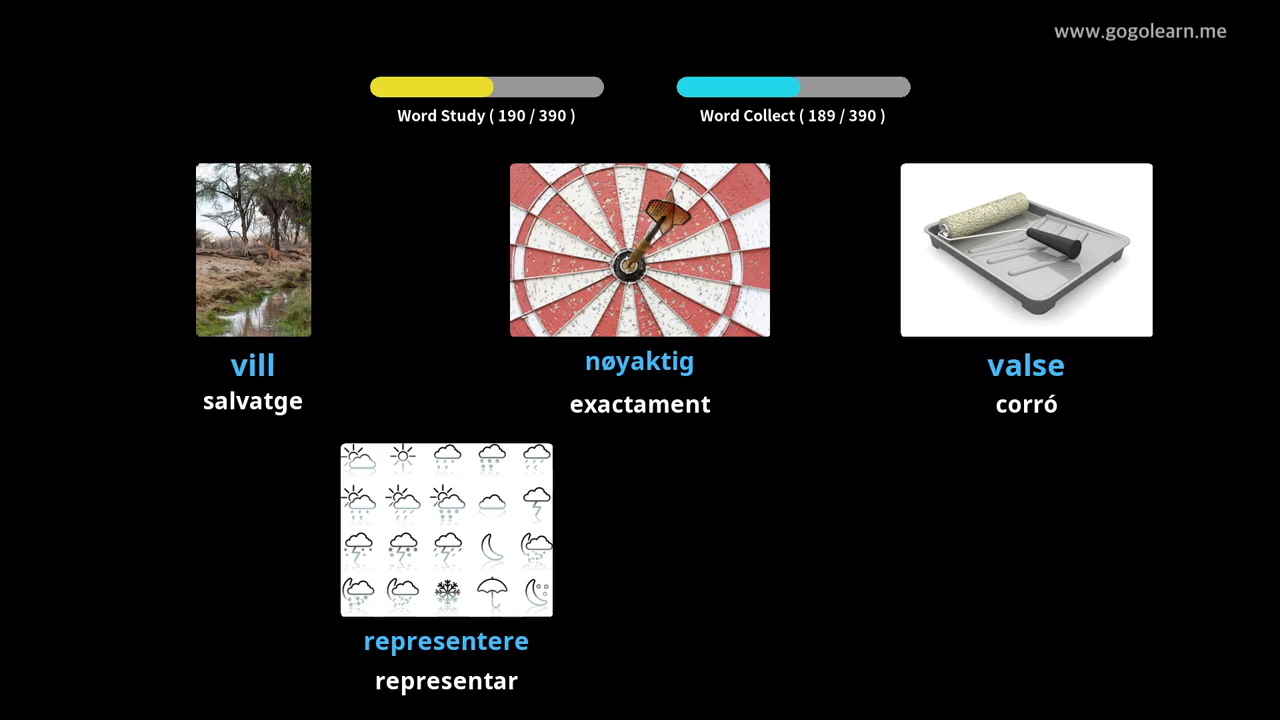 www.gogolearn.me
Word Study ( 190 / 390 )
Word Collect ( 189 / 390 )
vill
salvatge
nøyaktig
exactament
valse
corró
representere
representar